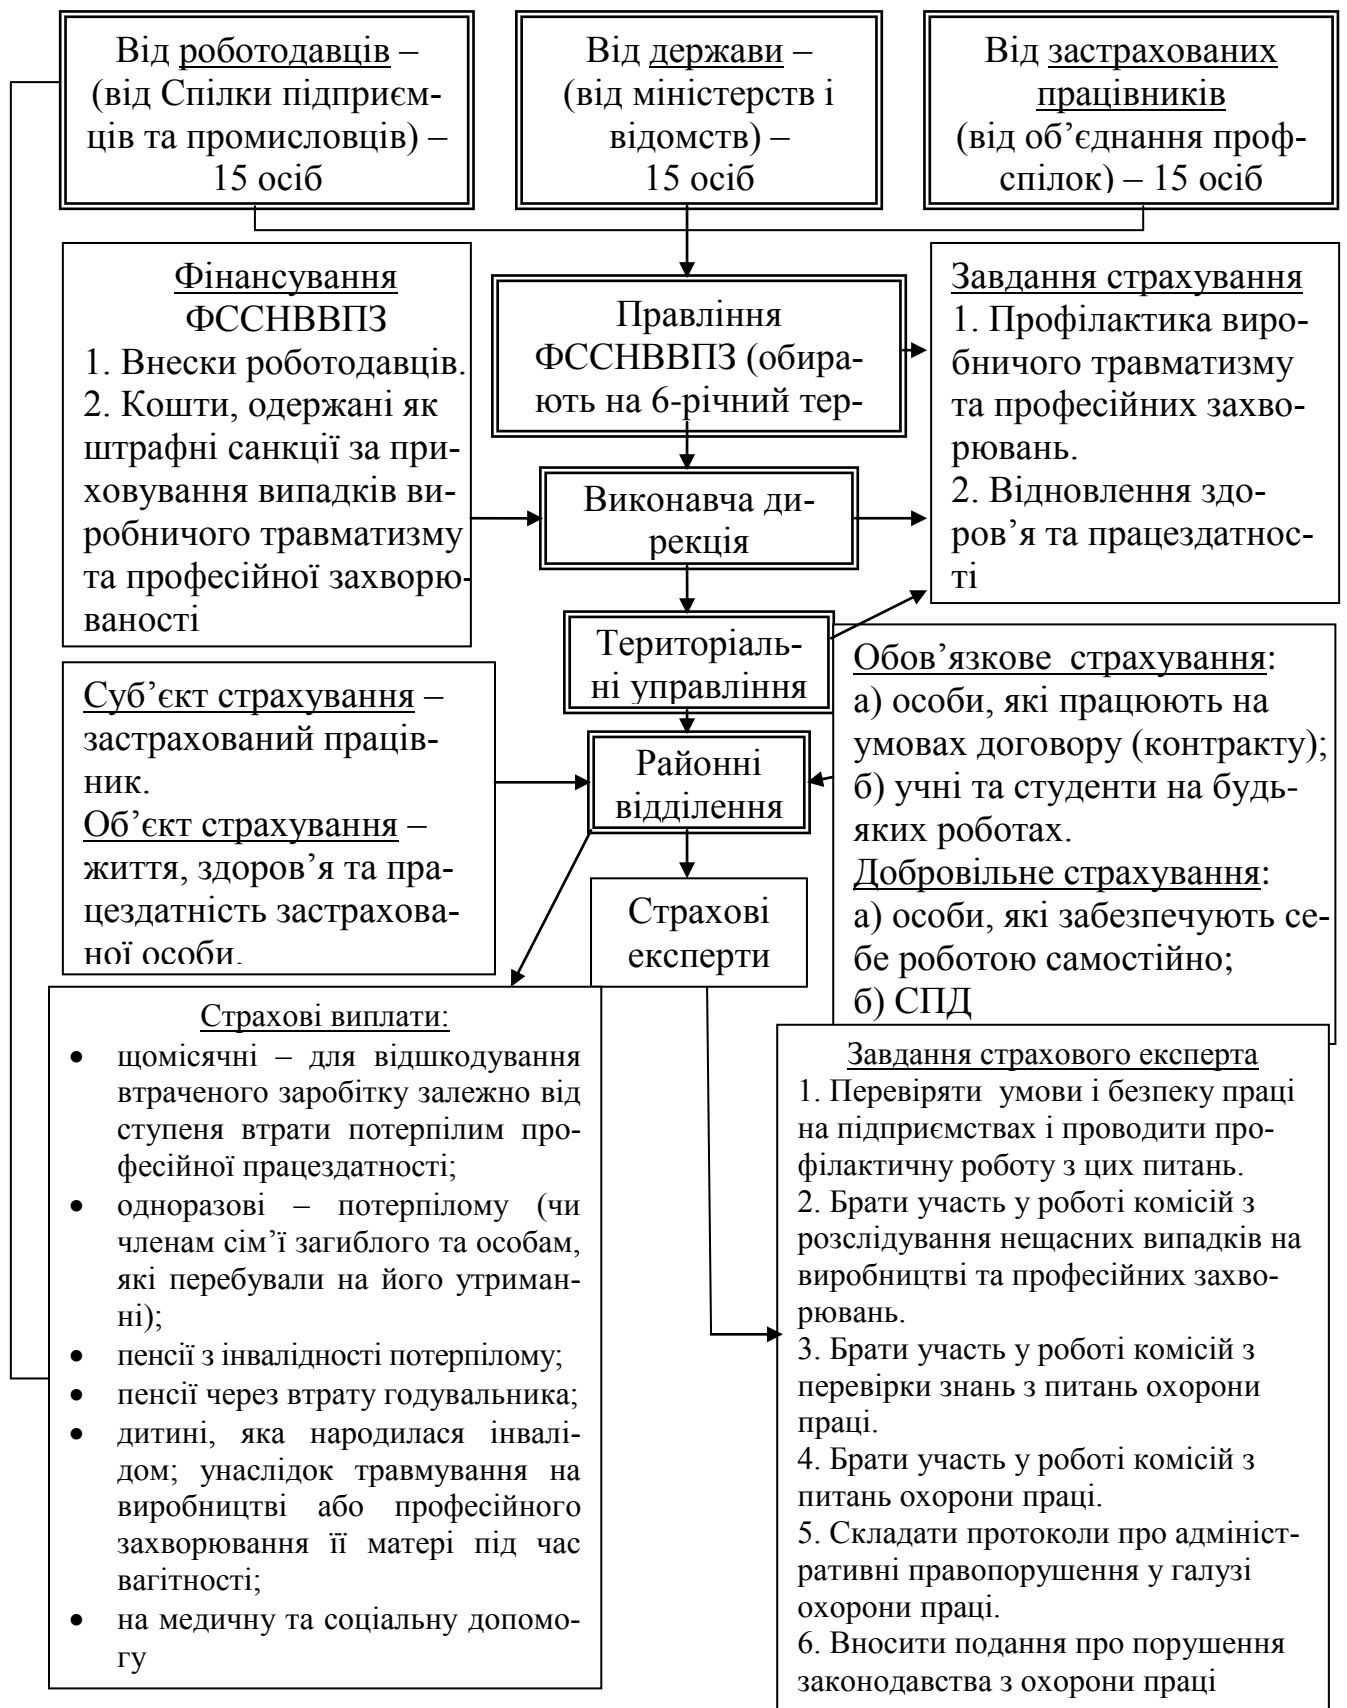 Від роботодавців –
(від Спілки підприєм-
ців та промисловців) –
15 осіб
Від держави –
(від міністерств і
відомств) –
15 осіб
Від застрахованих
працівників
(від об’єднання проф-
спілок) – 15 осіб
Фінансування
ФССНВВПЗ
1. Внески роботодавців.
2. Кошти, одержані як
штрафні санкції за при-
ховування випадків ви-
робничого травматизму
та професійної захворю-
ваності
Правління
ФССНВВПЗ (обира-
ють на 6-річний тер-
Завдання страхування
1. Профілактика виро-
бничого травматизму
та професійних захво-
рювань.
2. Відновлення здо-
ров’я та працездатнос-
ті
Виконавча ди-
рекція
Територіаль-
ні управління
Суб’єкт страхування –
застрахований праців-
ник.
Об’єкт страхування –
життя, здоров’я та пра-
цездатність застрахова-
ної особи.
Районні
відділення
Обов’язкове страхування:
а) особи, які працюють на
умовах договору (контракту);
б) учні та студенти на будь-
яких роботах.
Добровільне страхування:
а) особи, які забезпечують се-
бе роботою самостійно;
б) СПД
Страхові
експерти
Страхові виплати:
• щомісячні – для відшкодування
втраченого заробітку залежно від
ступеня втрати потерпілим про-
фесійної працездатності;
• одноразові – потерпілому (чи
членам сім’ї загиблого та особам,
які перебували на його утриман-
ні);
• пенсії з інвалідності потерпілому;
• пенсії через втрату годувальника;
• дитині, яка народилася інвалі-
дом; унаслідок травмування на
виробництві або професійного
захворювання її матері під час
вагітності;
• на медичну та соціальну допомо-
гу
Завдання страхового експерта
1. Перевіряти умови і безпеку праці
на підприємствах і проводити про-
філактичну роботу з цих питань.
2. Брати участь у роботі комісій з
розслідування нещасних випадків на
виробництві та професійних захво-
рювань.
3. Брати участь у роботі комісій з
перевірки знань з питань охорони
праці.
4. Брати участь у роботі комісій з
питань охорони праці.
5. Складати протоколи про адмініст-
ративні правопорушення у галузі
охорони праці.
6. Вносити подання про порушення
законодавства з охорони праці